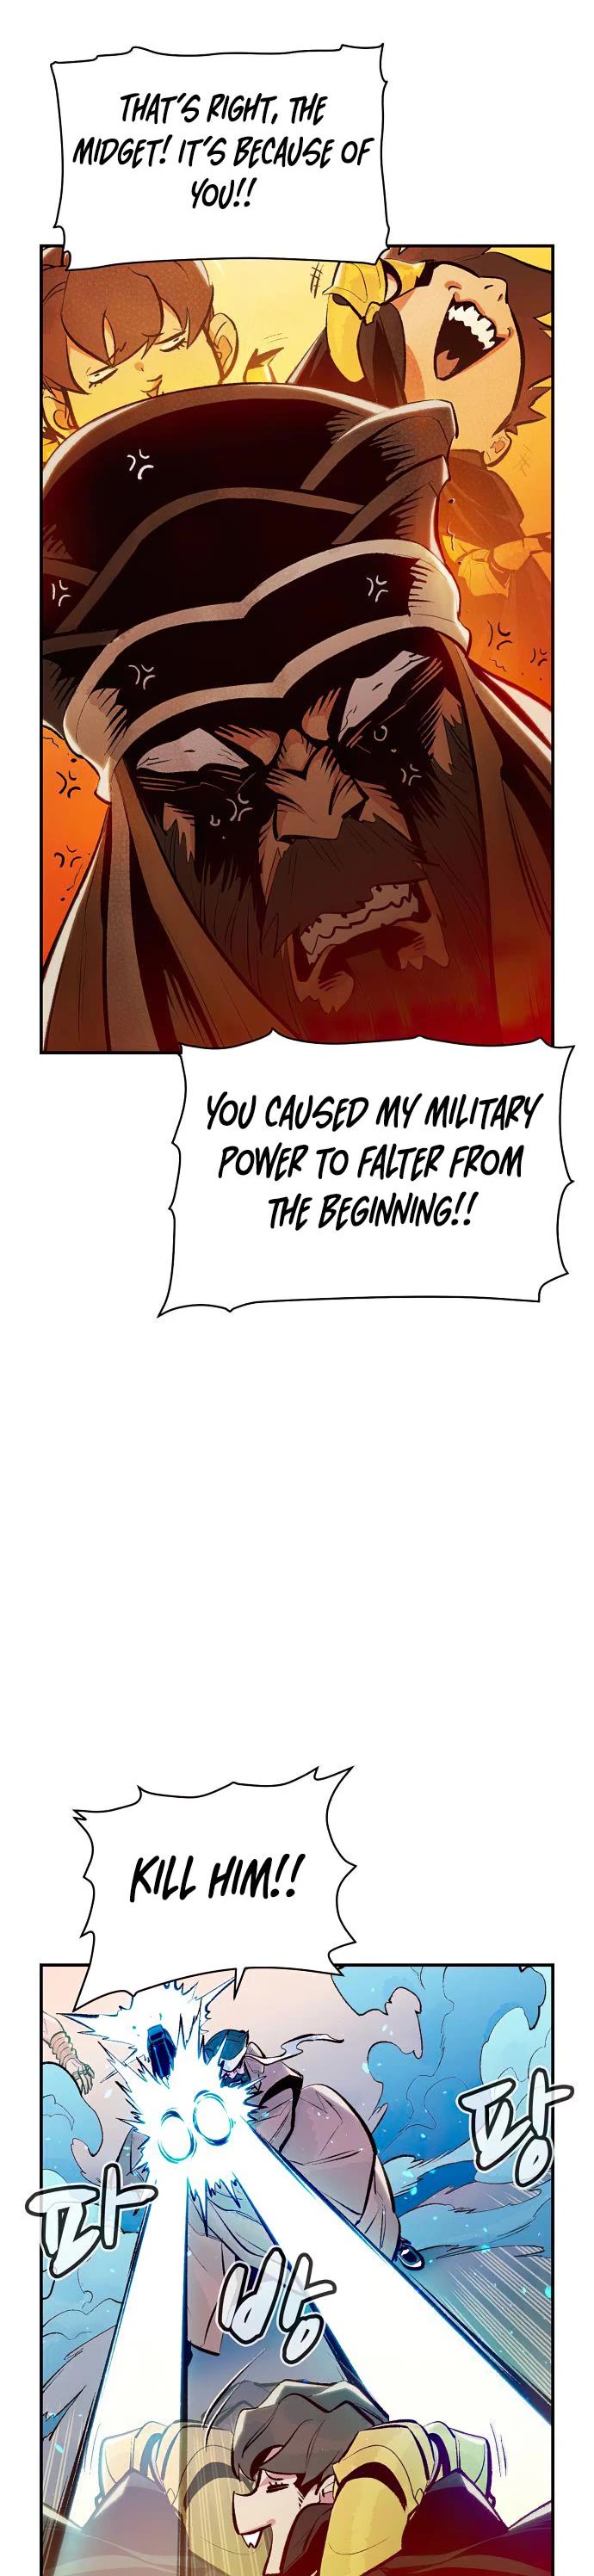 THAT'S RIGHT, THE
MIDGET! IT'S BECAUSE OF
YOU!!
YOU CAUSED MY MILITARY
POWER TO FALTER FROM
THE BEGINNING!!
KILL HIM!!
팡
파
방